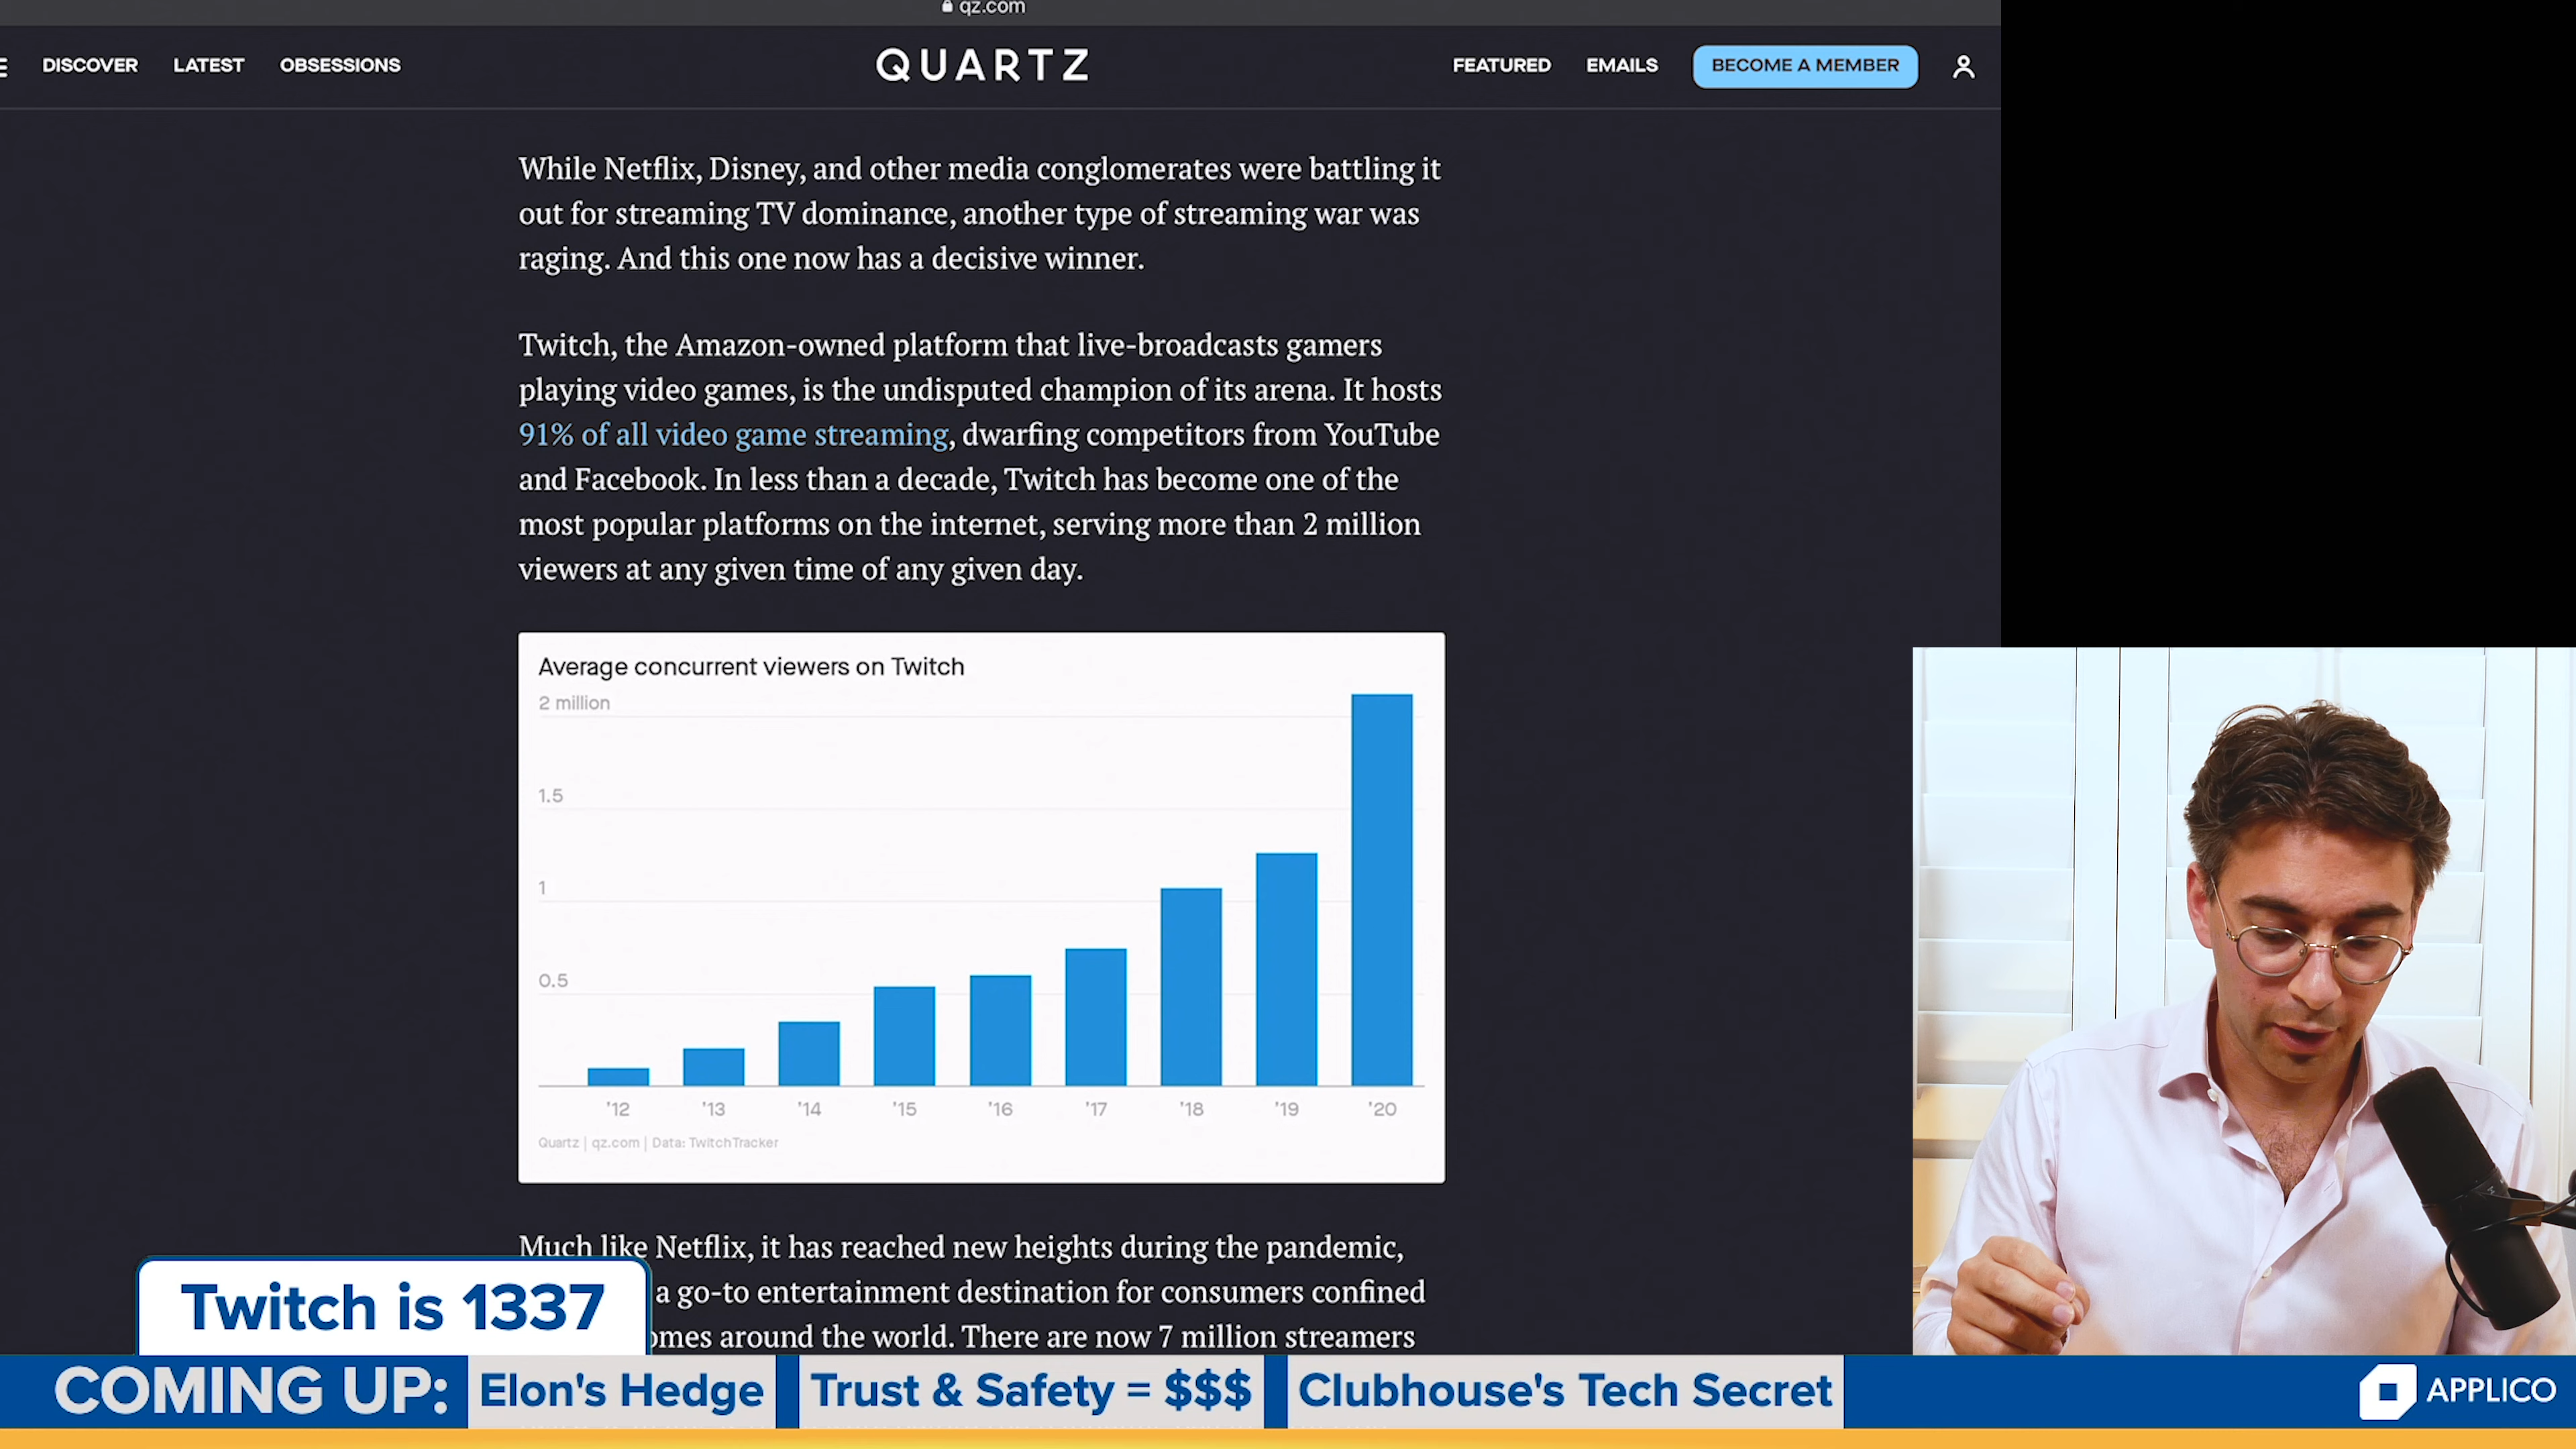 qz.com
DISCOVER LATEST OBSESSIONS QUARTZ FEATURED EMAILS BECOME A MEMBER
While Netflix, Disney, and other media conglomerates were battling it
out for streaming TV dominance, another type of streaming war was
raging. And this one now has a decisive winner.
Twitch, the Amazon-owned platform that live-broadcasts gamers
playing video games, is the undisputed champion of its arena. It hosts
91% of all video game streaming, dwarfing competitors from YouTube
and Facebook. In less than a decade, Twitch has become one of the
most popular platforms on the internet, serving more than 2 million
viewers at any given time of any given day.
Average concurrent viewers on Twitch
2 million
1.5
1
0.5
'12 '13 '14 '15 '16 '17 '18 '19 '20
Quartz | qz.com | Data: TwitchTracker
Much like Netflix, it has reached new heights during the pandemic,
a go-to entertainment destination for consumers confined
omes around the world. There are now 7 million streamers
Twitch is 1337
COMING UP: Elon's Hedge Trust & Safety = $$$ Clubhouse's Tech Secret APPLICO